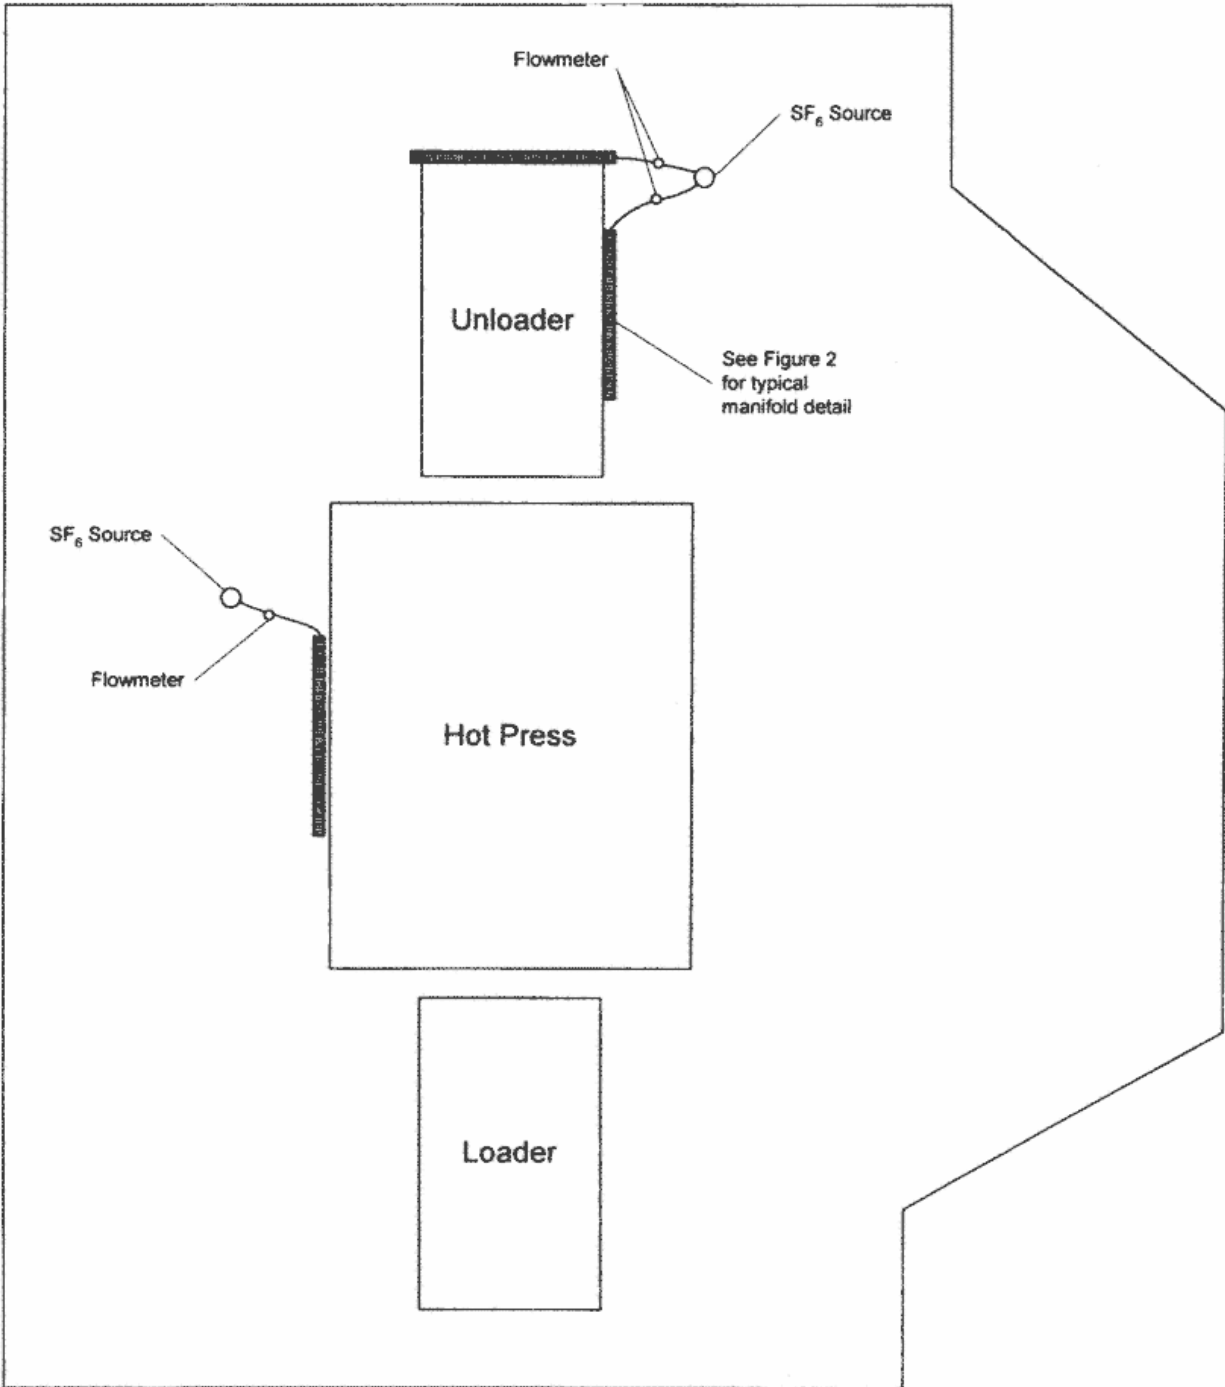 Flowmeter
SF₆ Source
Unloader
See Figure 2
for typical
manifold detail
SF₆ Source
Flowmeter
Hot Press
Loader